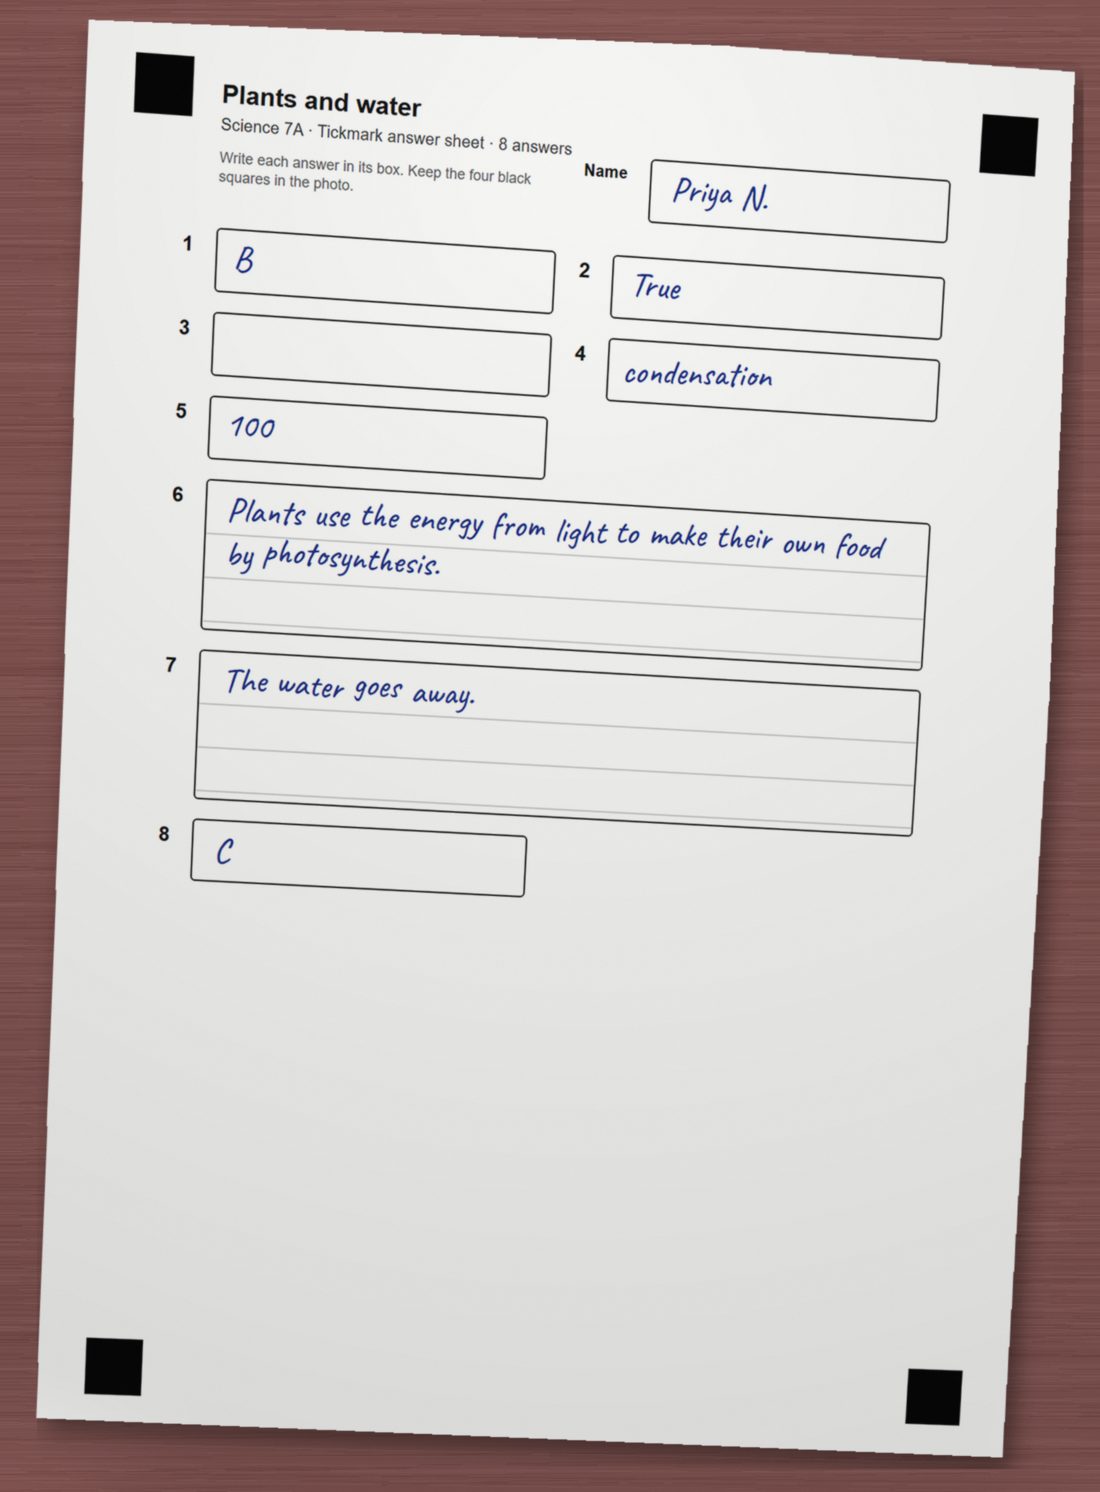 Plants and water
Science 7A · Tickmark answer sheet · 8 answers
Write each answer in its box. Keep the four black
squares in the photo.
Name Priya N.
1 B
2 True
3
4 condensation
5 100
6 Plants use the energy from light to make their own food
by photosynthesis.
7 The water goes away.
8 C